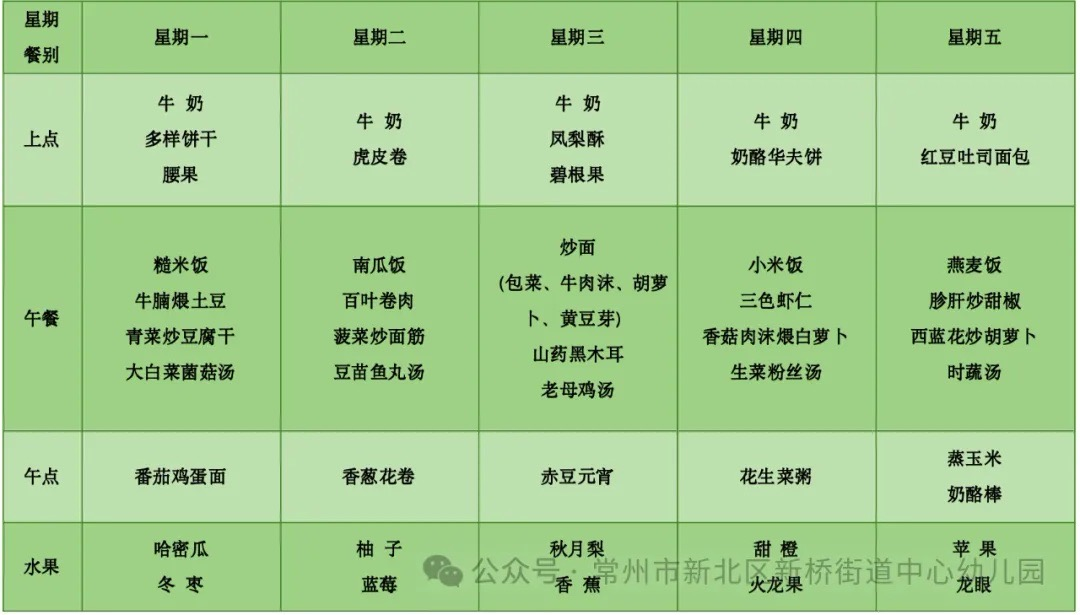 星期
餐别
星期一
星期二
星期三
星期四
星期五
上点
牛 奶
多样饼干
腰果
牛 奶
虎皮卷
牛 奶
凤梨酥
碧根果
牛 奶
奶酪华夫饼
牛 奶
红豆吐司面包
午餐
糙米饭
牛腩煨土豆
青菜炒豆腐干
大白菜菌菇汤
南瓜饭
百叶卷肉
菠菜炒面筋
豆苗鱼丸汤
炒面
(包菜、牛肉沫、胡萝
卜、黄豆芽)
山药黑木耳
老母鸡汤
小米饭
三色虾仁
香菇肉沫煨白萝卜
生菜粉丝汤
燕麦饭
胗肝炒甜椒
西蓝花炒胡萝卜
时蔬汤
午点
番茄鸡蛋面
香葱花卷
赤豆元宵
花生菜粥
蒸玉米
奶酪棒
水果
哈密瓜
冬 枣
柚 子
蓝莓
秋月梨
香 蕉
甜 橙
火龙果
苹 果
龙眼
公众号 · 常州市新北区新桥街道中心幼儿园